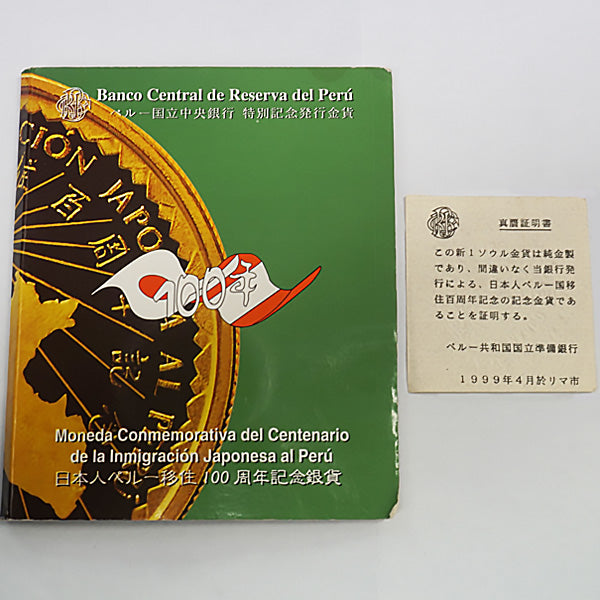 Banco Central de Reserva del Perú
ペルー国立中央銀行 特別記念発行金貨
CIÓN JAPO
百周
A AL PERÚ
記
100年
Moneda Conmemorativa del Centenario
de la Inmigración Japonesa al Perú
日本人ペルー移住100周年記念銀貨
真贋証明書
この新1ソウル金貨は純金製
であり、間違いなく当銀行発
行による、日本人ペルー国移
住百周年記念の記念金貨であ
ることを証明する。
ペルー共和国国立準備銀行
1999年4月於リマ市